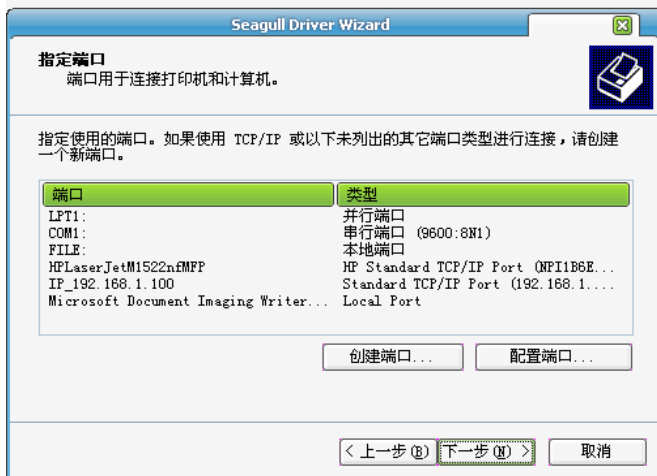 Seagull Driver Wizard
指定端口
端口用于连接打印机和计算机。
指定使用的端口。如果使用 TCP/IP 或以下未列出的其它端口类型进行连接，请创建
一个新端口。
端口 类型
LPT1: 并行端口
COM1: 串行端口 (9600:8N1)
FILE: 本地端口
HPLaserJetM1522nfMFP HP Standard TCP/IP Port (NPI1B6E...
IP_192.168.1.100 Standard TCP/IP Port (192.168.1....
Microsoft Document Imaging Writer... Local Port
创建端口... 配置端口...
< 上一步(B) 下一步(N) > 取消